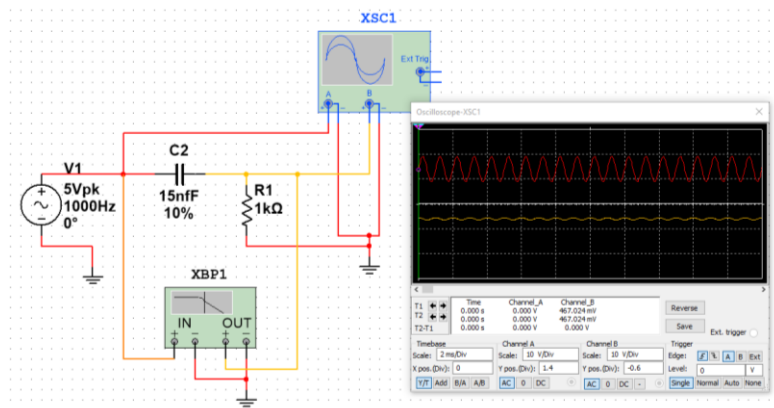 XSC1
Ext Trig
+
-
A
B
+ - + -
V1
5Vpk
1000Hz
0°
C2
15nfF
10%
R1
1kΩ
XBP1
IN OUT
+ - + -
Oscilloscope-XSC1
Time Channel_A Channel_B
T1 0.000 s 0.000 V 467.024 mV
T2 0.000 s 0.000 V 467.024 mV
T2-T1 0.000 s 0.000 V 0.000 V
Reverse
Save
Ext. trigger
Timebase Channel A Channel B Trigger
Scale: 2 ms/Div Scale: 10 V/Div Scale: 10 V/Div Edge: A B Ext
X pos.(Div): 0 Y pos.(Div): 1.4 Y pos.(Div): -0.6 Level: 0 V
Y/T Add B/A A/B AC 0 DC AC 0 DC - Single Normal Auto None